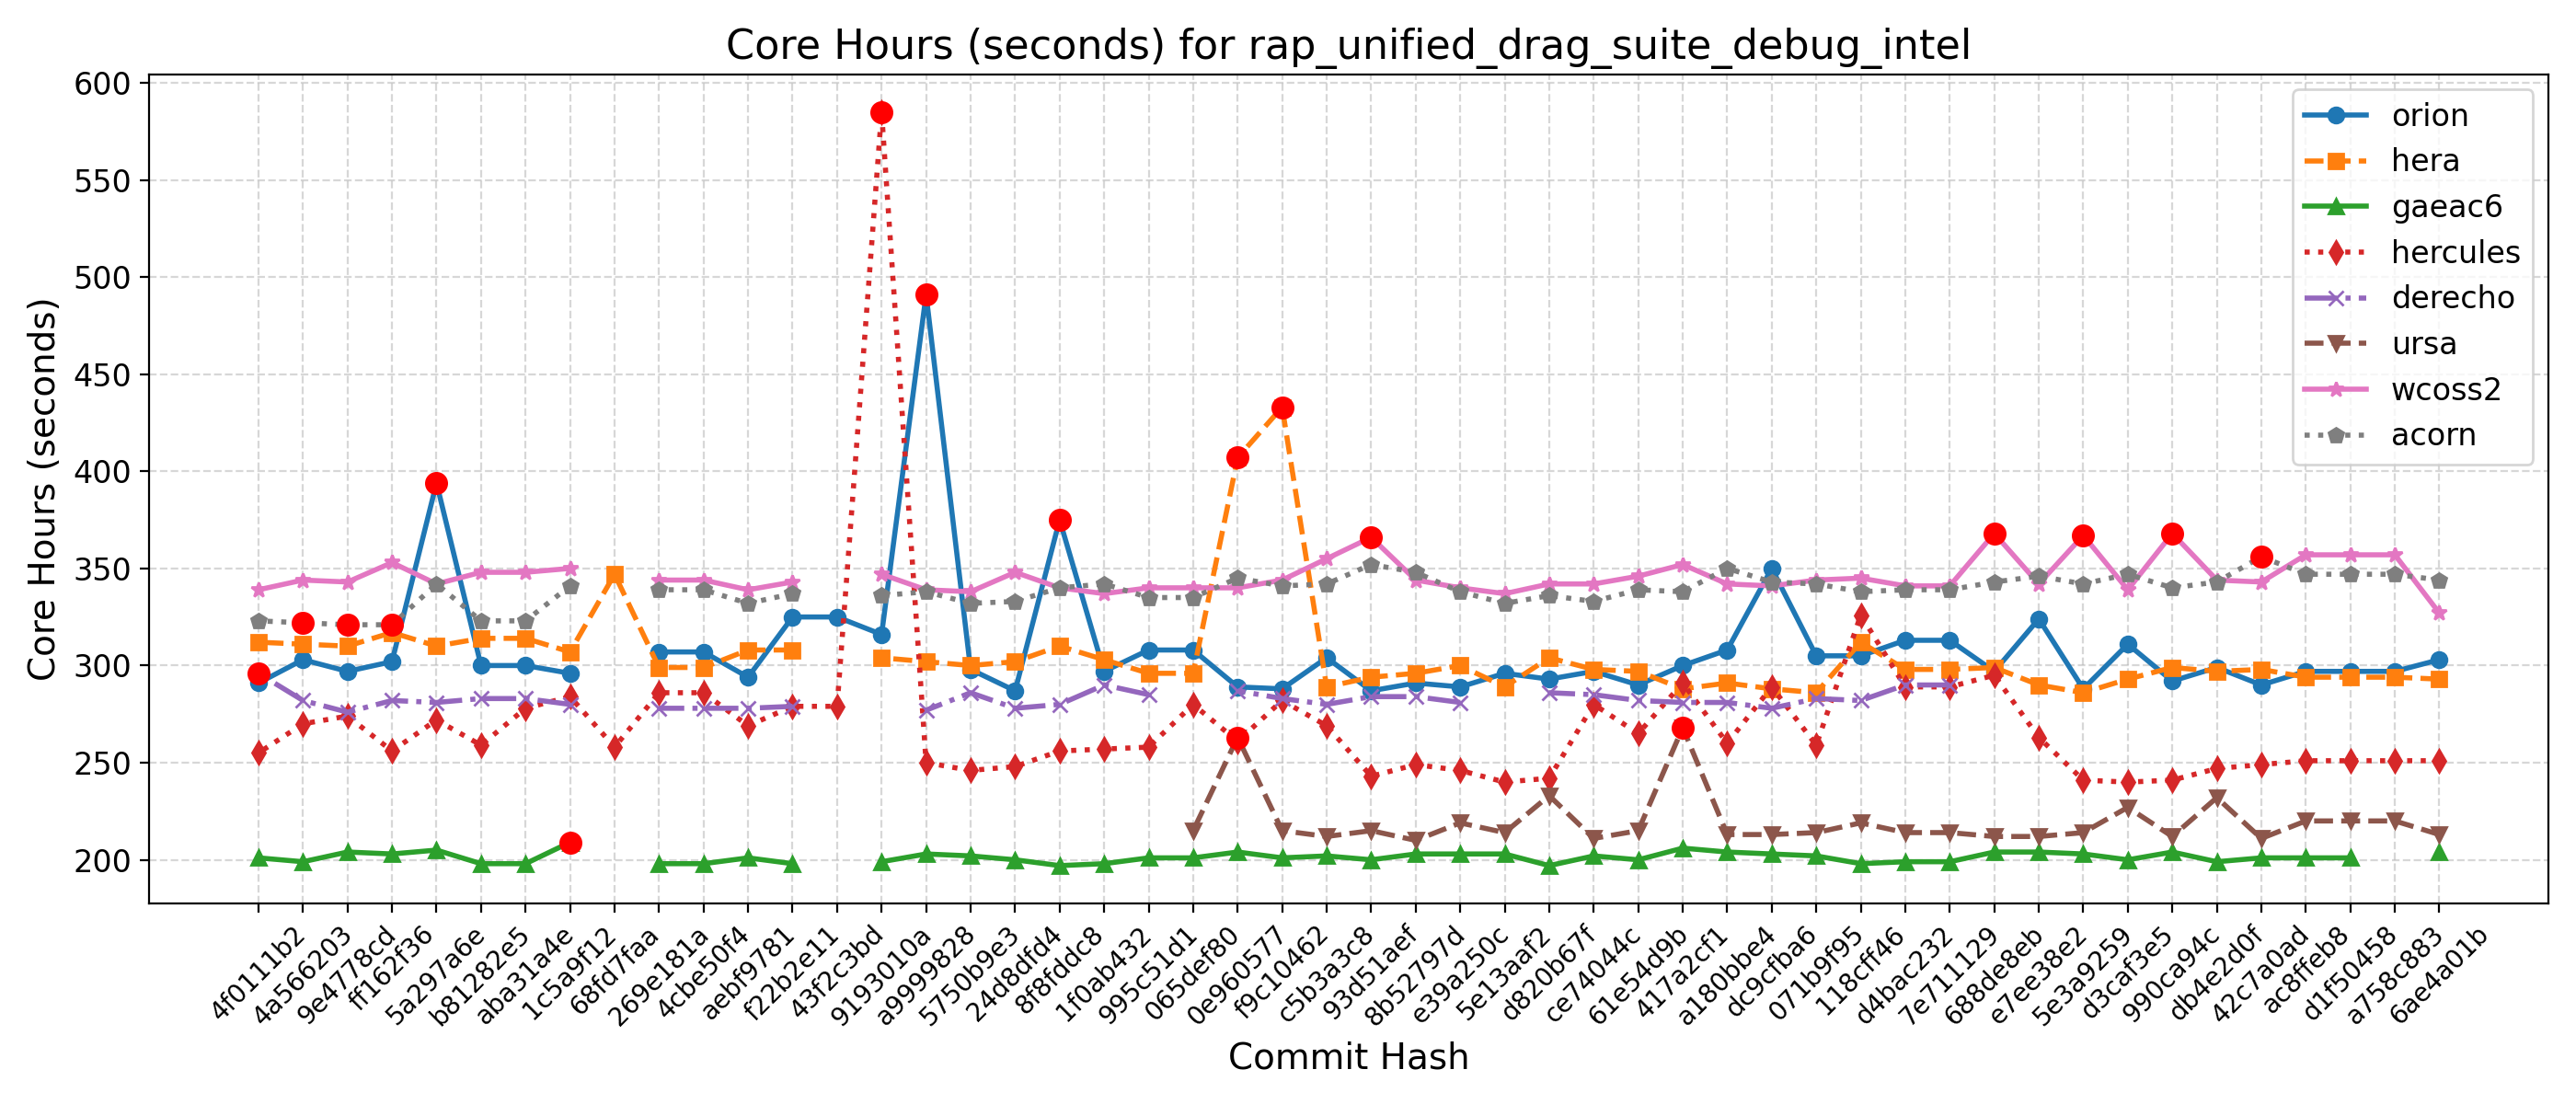 Core Hours (seconds) for rap_unified_drag_suite_debug_intel
Core Hours (seconds)
600
550
500
450
400
350
300
250
200
orion
hera
gaeac6
hercules
derecho
ursa
wcoss2
acorn
4f0111b2
4a566203
9e4778cd
ff162f36
5a297a6e
b81282e5
aba31a4e
1c5a9f12
68fd7faa
269e181a
4cbe50f4
aebf9781
f22b2e11
43f2c3bd
9193010a
a9999828
5750b9e3
24d8dfd4
8f8fddc8
1f0ab432
995c51d1
065def80
0e960577
f9c10462
c5b3a3c8
93d51aef
8b52797d
e39a250c
5e13aaf2
d820b67f
ce74044c
61e54d9b
417a2cf1
a180bbe4
dc9cfba6
071b9f95
118cff46
d4bac232
7e711129
688de8eb
e7ee38e2
5e3a9259
d3caf3e5
990ca94c
db4e2d0f
42c7a0ad
ac8ffeb8
d1f50458
a758c883
6ae4a01b
Commit Hash